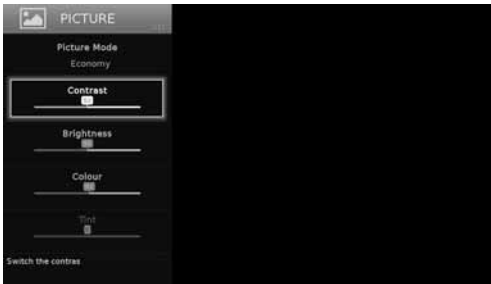 PICTURE
Picture Mode
Economy
Contrast
Brightness
Colour
Tint
Switch the contras